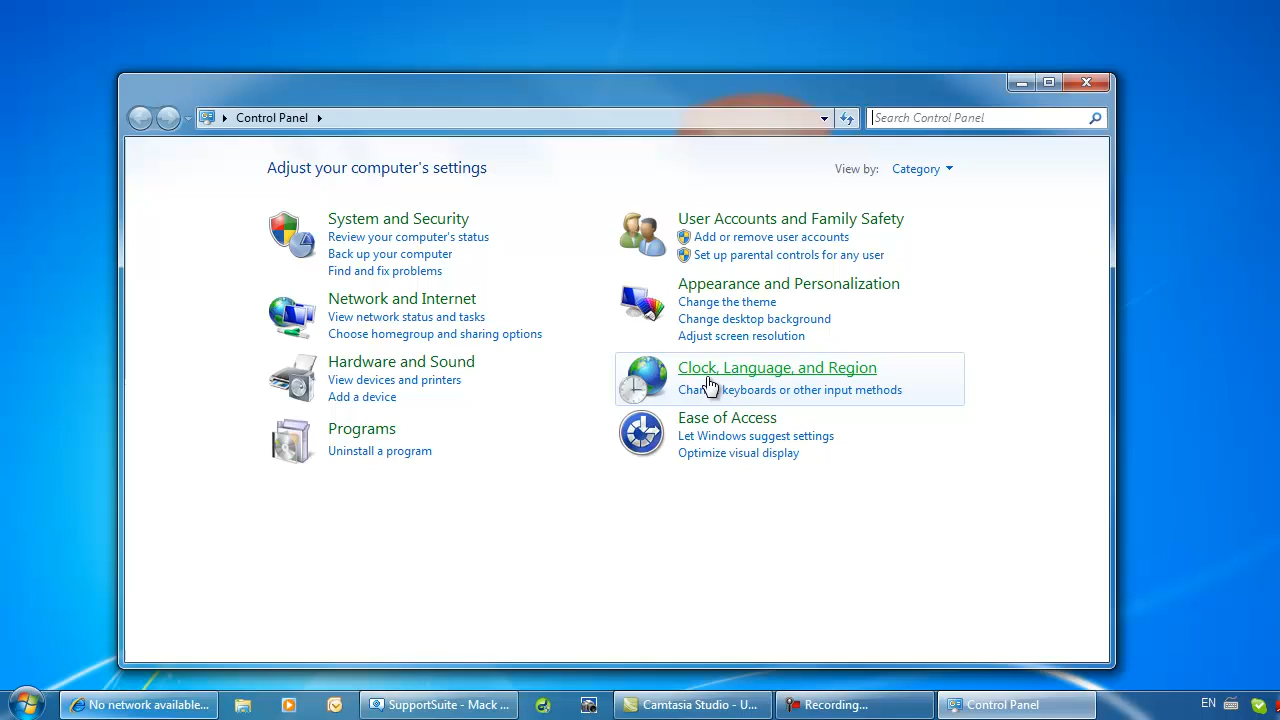 Control Panel
Search Control Panel
Adjust your computer's settings
View by: Category
System and Security
Review your computer's status
Back up your computer
Find and fix problems
Network and Internet
View network status and tasks
Choose homegroup and sharing options
Hardware and Sound
View devices and printers
Add a device
Programs
Uninstall a program
User Accounts and Family Safety
Add or remove user accounts
Set up parental controls for any user
Appearance and Personalization
Change the theme
Change desktop background
Adjust screen resolution
Clock, Language, and Region
keyboards or other input methods
Ease of Access
Let Windows suggest settings
Optimize visual display
No network available... SupportSuite - Mack ... Camtasia Studio - U... Recording... Control Panel EN